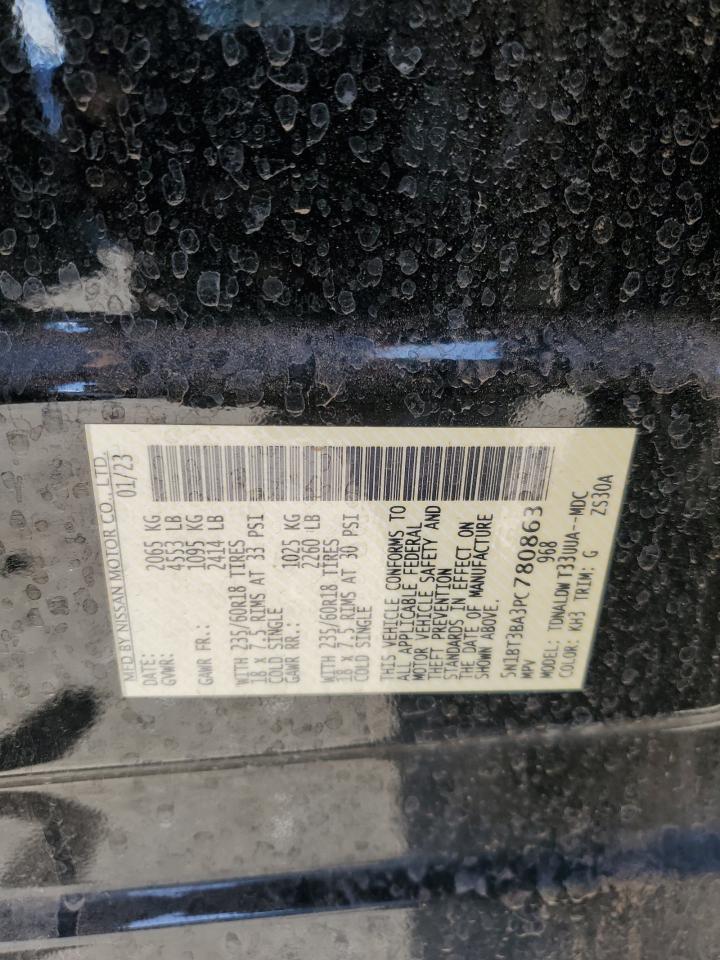 MFD BY NISSAN MOTOR CO., LTD.
DATE: 01/23
GVWR: 2065 KG
4553 LB
GAWR FR.: 1095 KG
2414 LB
WITH 235/60R18 TIRES
18 x 7.5 RIMS AT 33 PSI
COLD SINGLE
GAWR RR.: 1025 KG
2260 LB
WITH 235/60R18 TIRES
18 x 7.5 RIMS AT 30 PSI
COLD SINGLE
THIS VEHICLE CONFORMS TO
ALL APPLICABLE FEDERAL
MOTOR VEHICLE SAFETY AND
THEFT PREVENTION
STANDARDS IN EFFECT ON
THE DATE OF MANUFACTURE
SHOWN ABOVE.
5N1BT3BA3PC780863
MPV 968
MODEL: TDNALDWT33UUA--MDC
COLOR: KH3 TRIM: G ZS30A